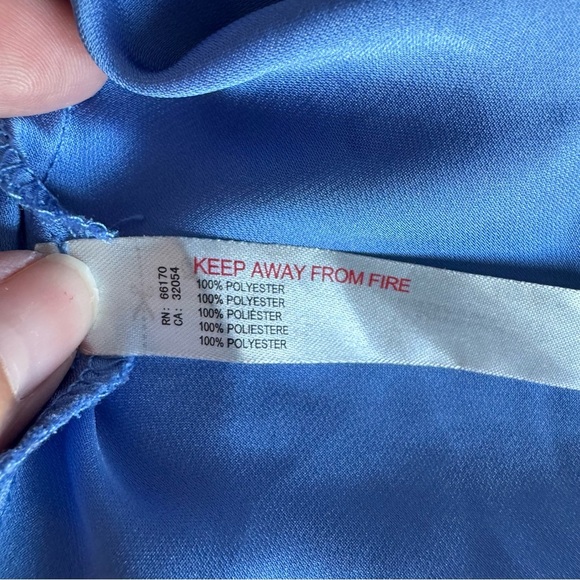 RN: 66170
CA: 32054
KEEP AWAY FROM FIRE
100% POLYESTER
100% POLYESTER
100% POLIÉSTER
100% POLIESTERE
100% POLYESTER